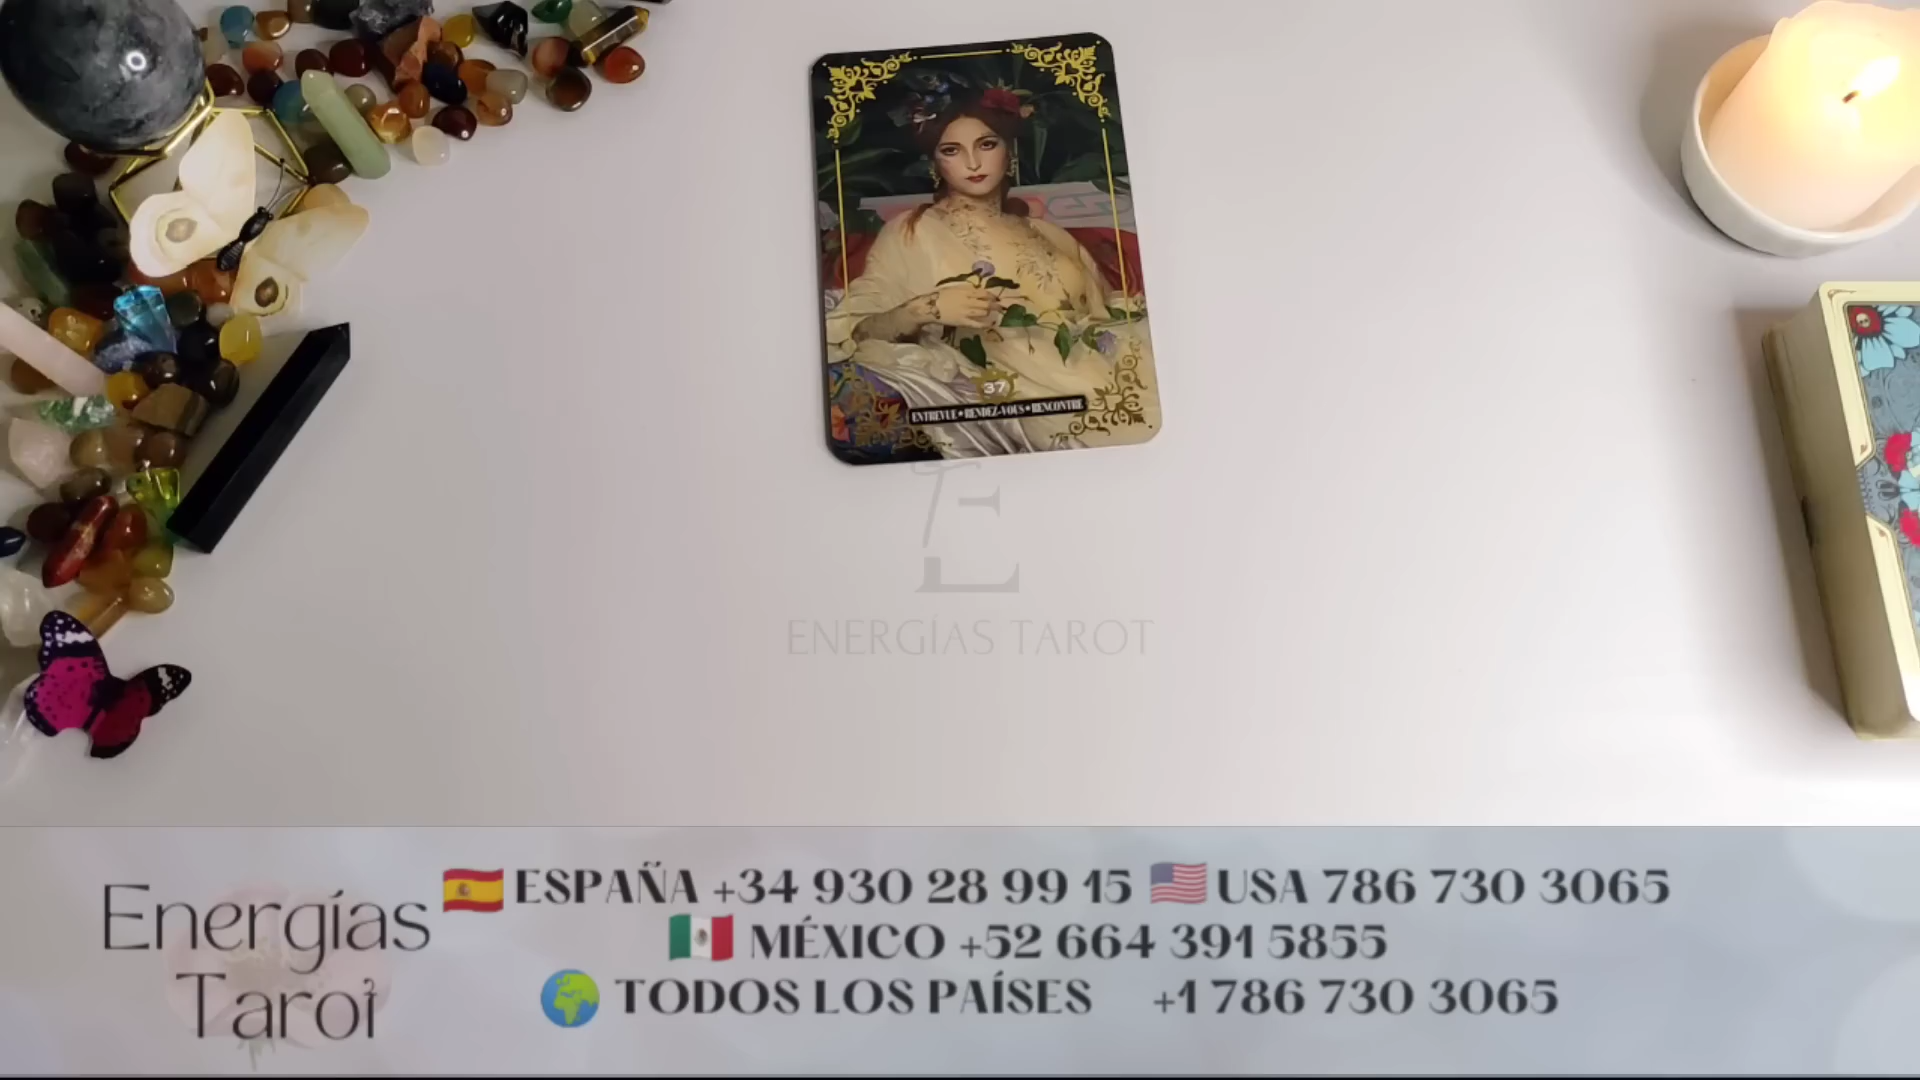 37
ENTREVUE • RENDEZ-VOUS • RENCONTRE
E
ENERGÍAS TAROT
Energías
Tarot
ESPAÑA +34 930 28 99 15 USA 786 730 3065
MÉXICO +52 664 391 5855
TODOS LOS PAÍSES +1 786 730 3065